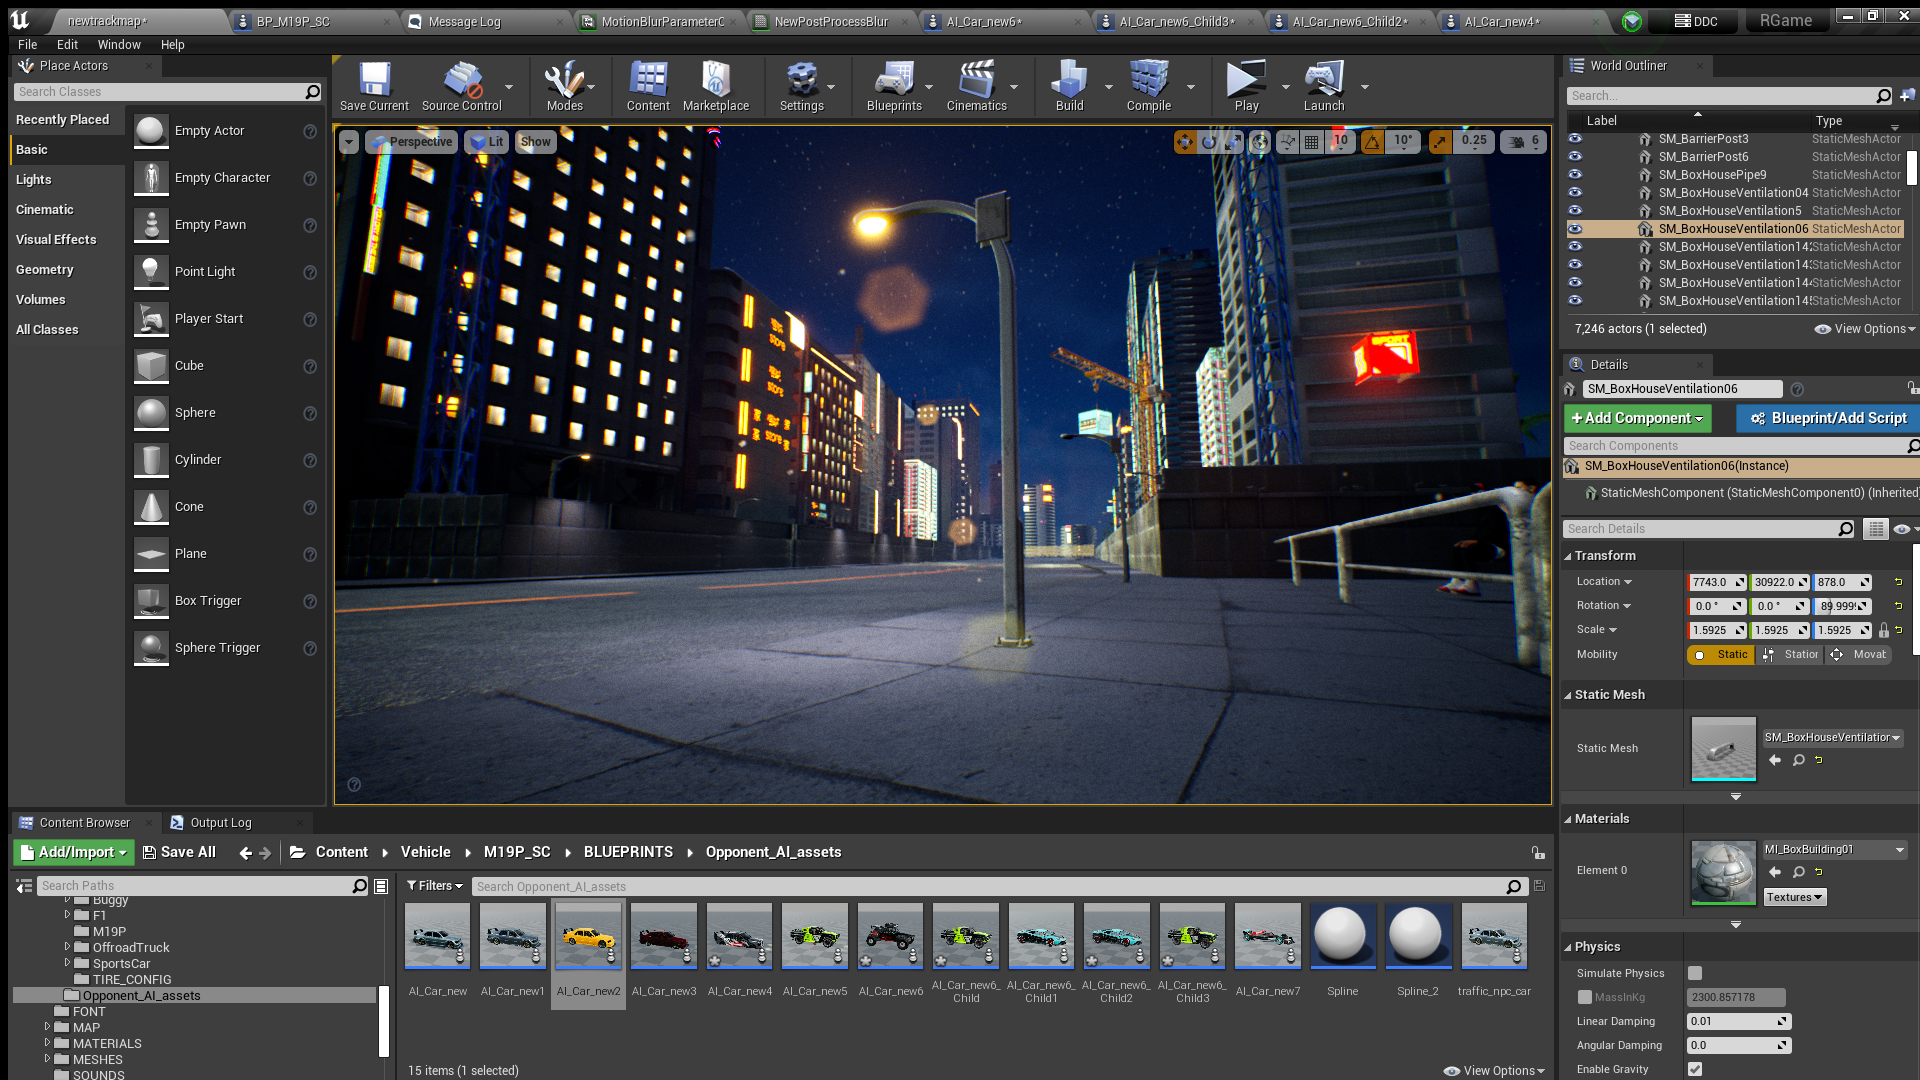 newtrackmap*
BP_M19P_SC
Message Log
MotionBlurParameterC
NewPostProcessBlur
AI_Car_new6*
AI_Car_new6_Child3*
AI_Car_new6_Child2*
AI_Car_new4*
DDC
RGame
File Edit Window Help
Place Actors
Search Classes
Recently Placed
Basic
Lights
Cinematic
Visual Effects
Geometry
Volumes
All Classes
Empty Actor
Empty Character
Empty Pawn
Point Light
Player Start
Cube
Sphere
Cylinder
Cone
Plane
Box Trigger
Sphere Trigger
Save Current
Source Control
Modes
Content
Marketplace
Settings
Blueprints
Cinematics
Build
Compile
Play
Launch
Perspective
Lit
Show
10
10°
0.25
6
SPORT
World Outliner
Search...
Label Type
SM_BarrierPost3 StaticMeshActor
SM_BarrierPost6 StaticMeshActor
SM_BoxHousePipe9 StaticMeshActor
SM_BoxHouseVentilation04 StaticMeshActor
SM_BoxHouseVentilation5 StaticMeshActor
SM_BoxHouseVentilation06 StaticMeshActor
SM_BoxHouseVentilation14 StaticMeshActor
SM_BoxHouseVentilation14 StaticMeshActor
SM_BoxHouseVentilation14 StaticMeshActor
SM_BoxHouseVentilation14 StaticMeshActor
7,246 actors (1 selected)
View Options
Details
SM_BoxHouseVentilation06
Add Component
Blueprint/Add Script
Search Components
SM_BoxHouseVentilation06(Instance)
StaticMeshComponent (StaticMeshComponent0) (Inherited
Search Details
Transform
Location 7743.0 30922.0 878.0
Rotation 0.0 ° 0.0 ° 89.999
Scale 1.5925 1.5925 1.5925
Mobility Static Station Movab
Static Mesh
Static Mesh
SM_BoxHouseVentilation
Materials
Element 0
MI_BoxBuilding01
Textures
Physics
Simulate Physics
MassInKg 2300.857178
Linear Damping 0.01
Angular Damping 0.0
Enable Gravity
Content Browser
Output Log
Add/Import
Save All
Content Vehicle M19P_SC BLUEPRINTS Opponent_AI_assets
Search Paths
Filters
Search Opponent_AI_assets
Buggy
F1
M19P
OffroadTruck
SportsCar
TIRE_CONFIG
Opponent_AI_assets
FONT
MAP
MATERIALS
MESHES
SOUNDS
AI_Car_new
AI_Car_new1
AI_Car_new2
AI_Car_new3
AI_Car_new4
AI_Car_new5
AI_Car_new6
AI_Car_new6_
Child
AI_Car_new6_
Child1
AI_Car_new6_
Child2
AI_Car_new6_
Child3
AI_Car_new7
Spline
Spline_2
traffic_npc_car
15 items (1 selected)
View Options